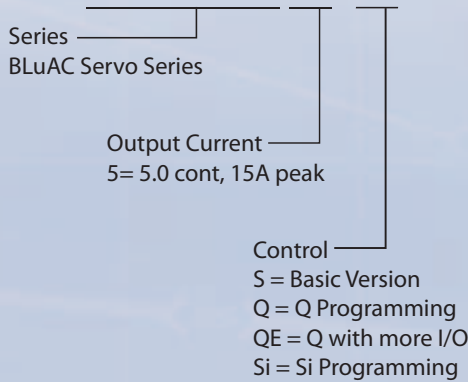 Series
BLuAC Servo Series
Output Current
5= 5.0 cont, 15A peak
Control
S = Basic Version
Q = Q Programming
QE = Q with more I/O
Si = Si Programming